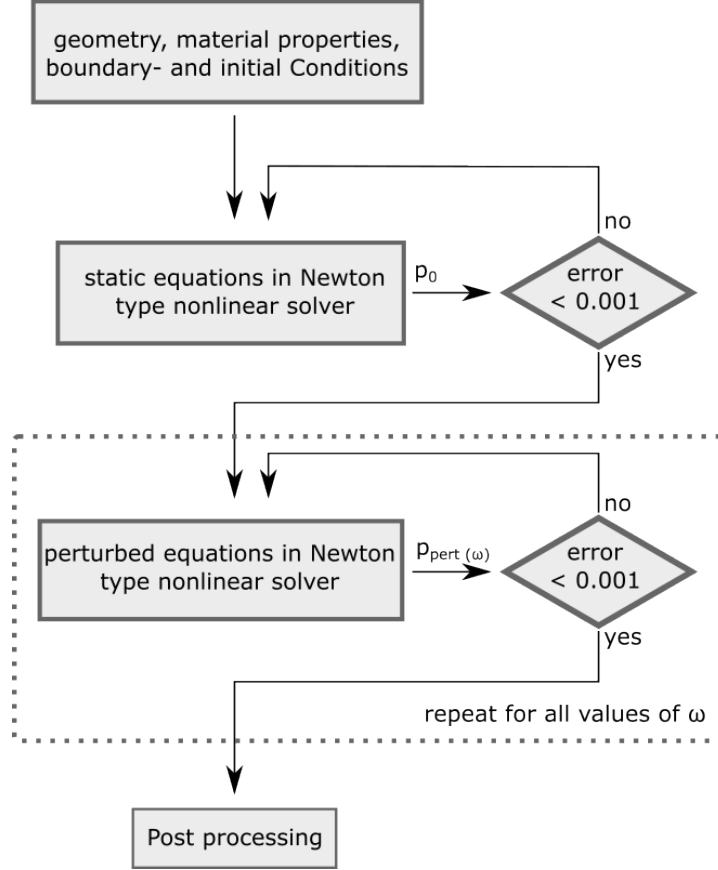 geometry, material properties,
boundary- and initial Conditions
no
static equations in Newton
type nonlinear solver
p₀
error
< 0.001
yes
no
perturbed equations in Newton
type nonlinear solver
p_pert (ω)
error
< 0.001
yes
repeat for all values of ω
Post processing